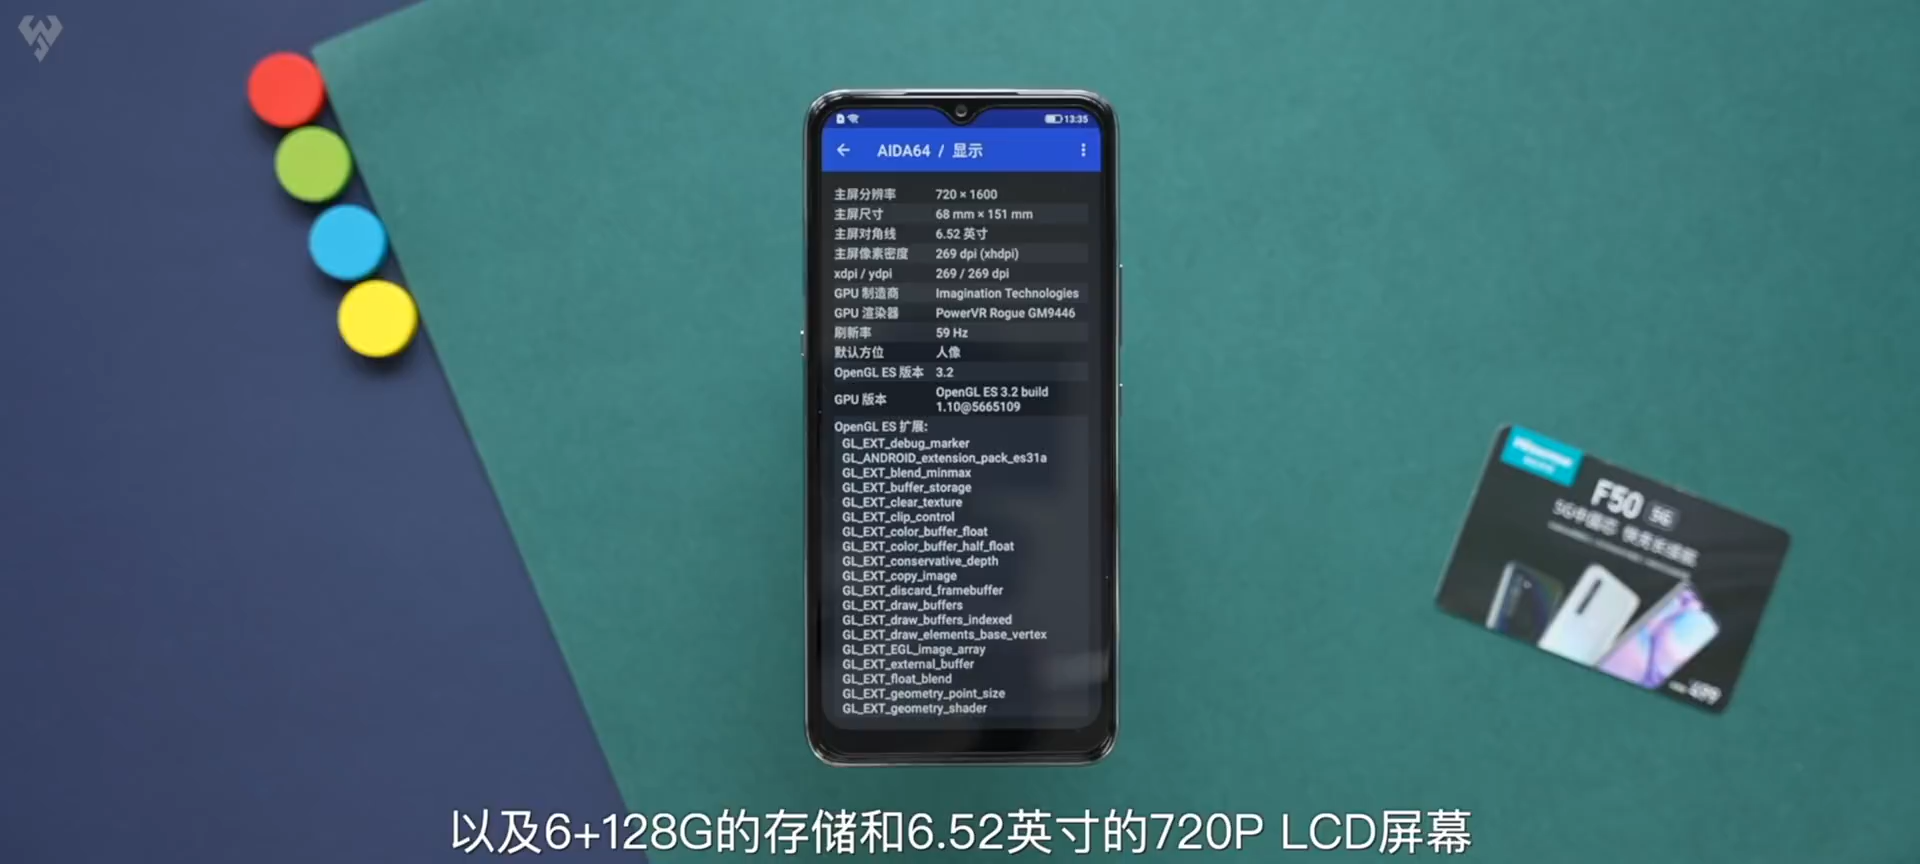 13:35
AIDA64 / 显示
主屏分辨率 720 × 1600
主屏尺寸 68 mm × 151 mm
主屏对角线 6.52 英寸
主屏像素密度 269 dpi (xhdpi)
xdpi / ydpi 269 / 269 dpi
GPU 制造商 Imagination Technologies
GPU 渲染器 PowerVR Rogue GM9446
刷新率 59 Hz
默认方位 人像
OpenGL ES 版本 3.2
GPU 版本 OpenGL ES 3.2 build
1.10@5665109
OpenGL ES 扩展:
GL_EXT_debug_marker
GL_ANDROID_extension_pack_es31a
GL_EXT_blend_minmax
GL_EXT_buffer_storage
GL_EXT_clear_texture
GL_EXT_clip_control
GL_EXT_color_buffer_float
GL_EXT_color_buffer_half_float
GL_EXT_conservative_depth
GL_EXT_copy_image
GL_EXT_discard_framebuffer
GL_EXT_draw_buffers
GL_EXT_draw_buffers_indexed
GL_EXT_draw_elements_base_vertex
GL_EXT_EGL_image_array
GL_EXT_external_buffer
GL_EXT_float_blend
GL_EXT_geometry_point_size
GL_EXT_geometry_shader
Hisense
F50 5G
5G中国芯
以及6+128G的存储和6.52英寸的720P LCD屏幕